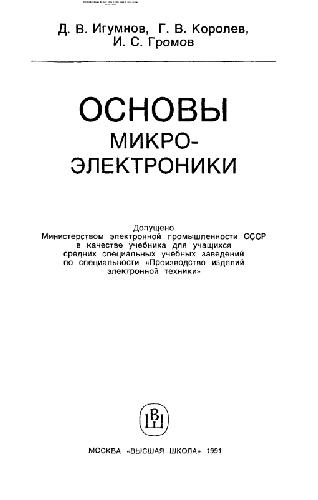 Д. В. Игумнов, Г. В. Королев,
И. С. Громов
ОСНОВЫ
МИКРО-
ЭЛЕКТРОНИКИ
Допущено
Министерством электронной промышленности СССР
в качестве учебника для учащихся
средних специальных учебных заведений
по специальности «Производство изделий
электронной техники»
МОСКВА «ВЫСШАЯ ШКОЛА» 1991